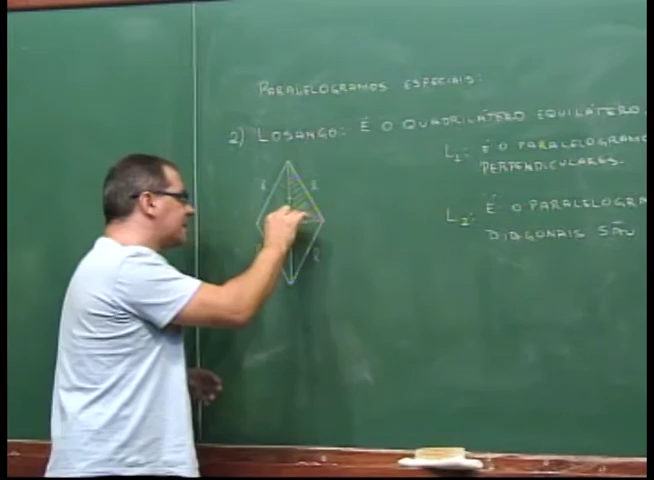 PARALELOGRAMOS ESPECIAIS:
2) LOSANGO: É O QUADRILÁTERO EQUILÁTERO.
L1: É O PARALELOGRAMO
PERPENDICULARES.
L2: É O PARALELOGRA
DIAGONAIS SÃO